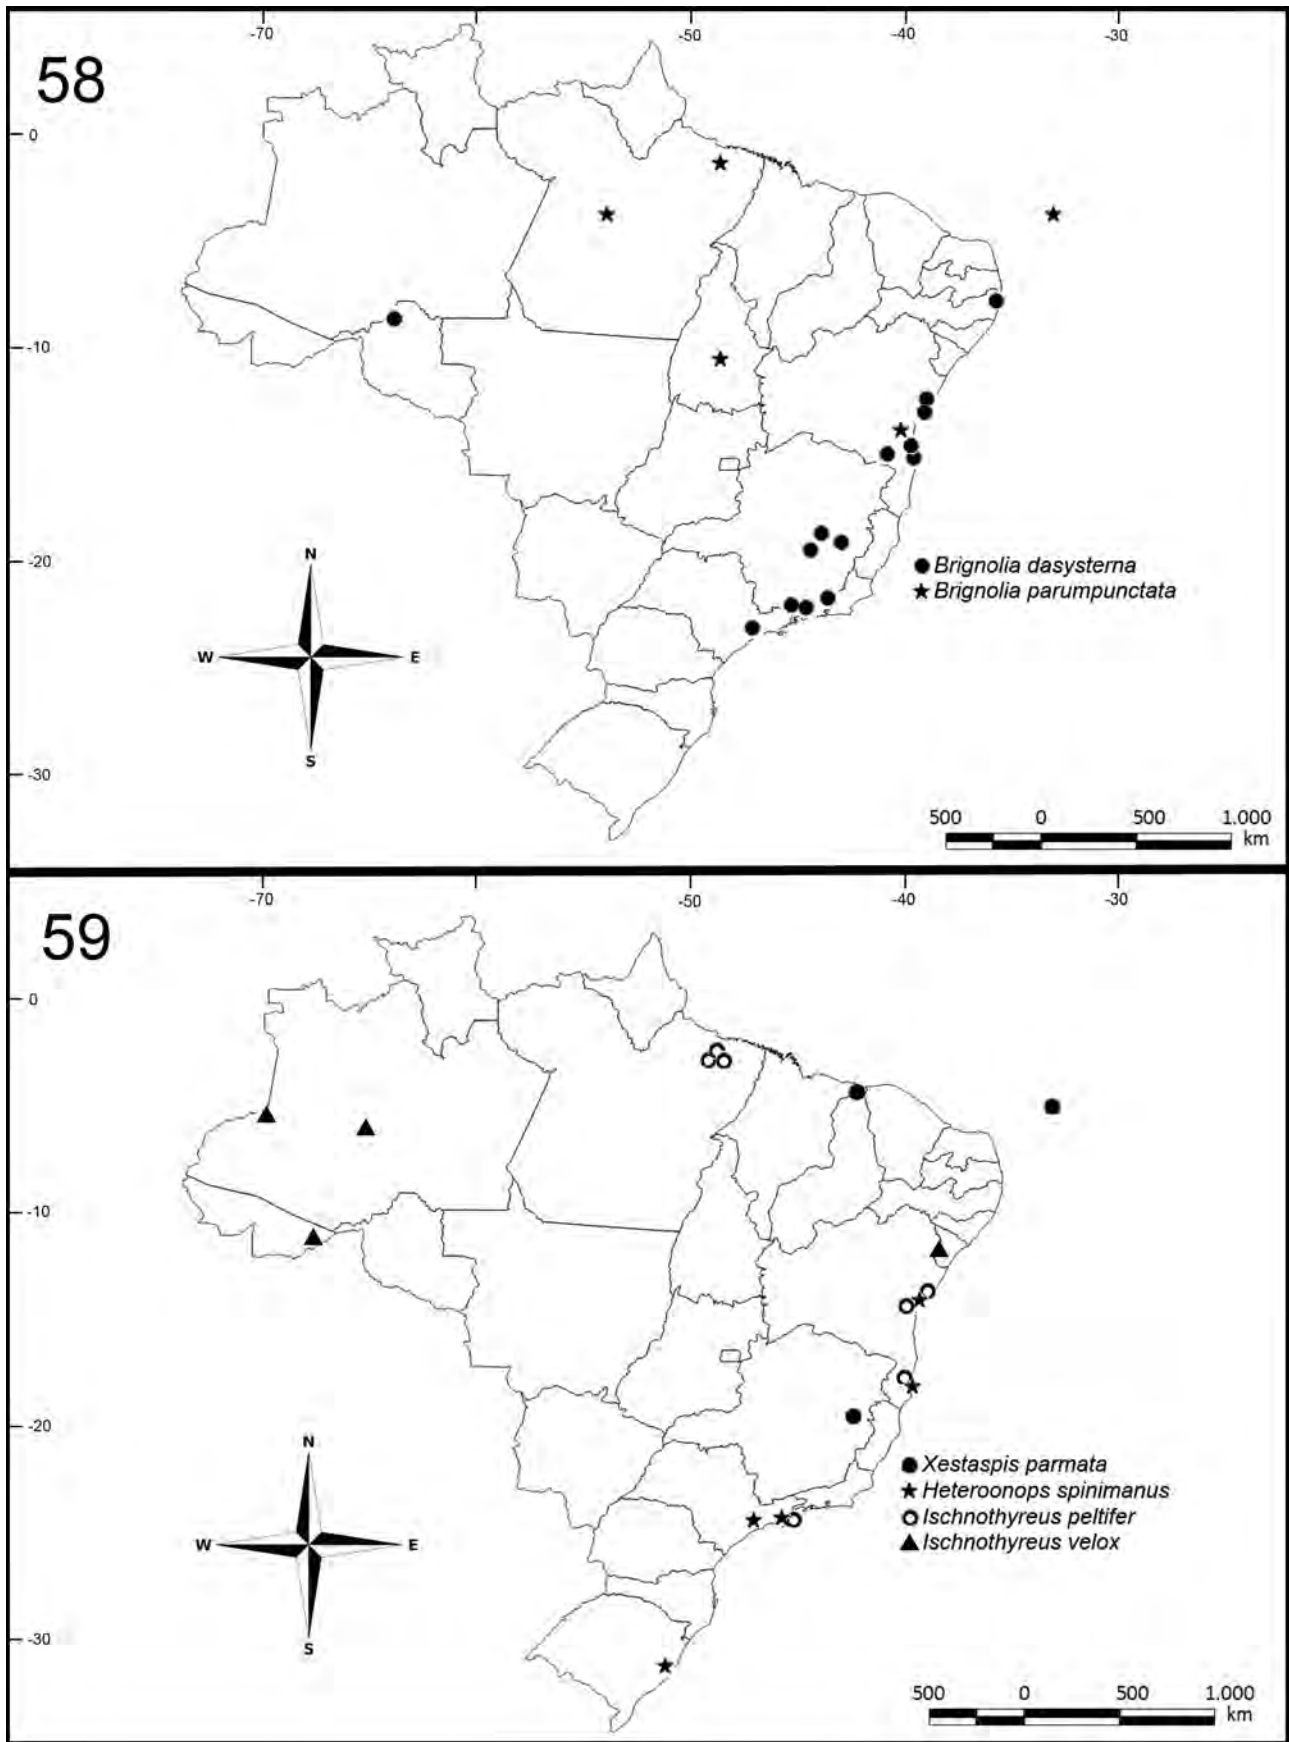 -70 -50 -40 -30
58
0
-10
-20
-30
N
W E
S
Brignolia dasysterna
Brignolia parumpunctata
500 0 500 1.000
km
-70 -50 -40 -30
59
0
-10
-20
-30
N
W E
S
Xestaspis parmata
Heteroonops spinimanus
Ischnothyreus peltifer
Ischnothyreus velox
500 0 500 1.000
km